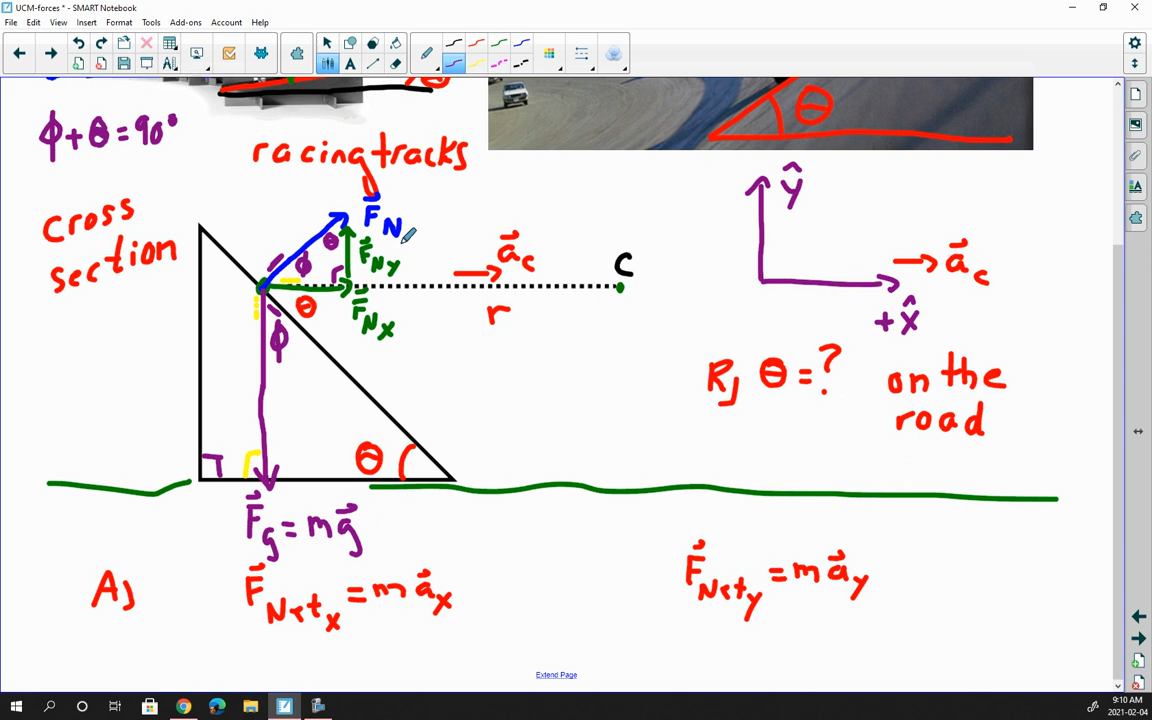 UCM-forces * - SMART Notebook
File Edit View Insert Format Tools Add-ons Account Help
θ
θ
ϕ+θ=90°
racing tracks
cross
section
F⃗N
θ
ϕ
F⃗Ny
θ
F⃗Nx
ϕ
a⃗c
r
C
ŷ
a⃗c
+x̂
R) θ=? on the
road
θ
F⃗g=mg⃗
A) F⃗Netx=ma⃗x
F⃗Nety=ma⃗y
Extend Page
9:10 AM
2021-02-04